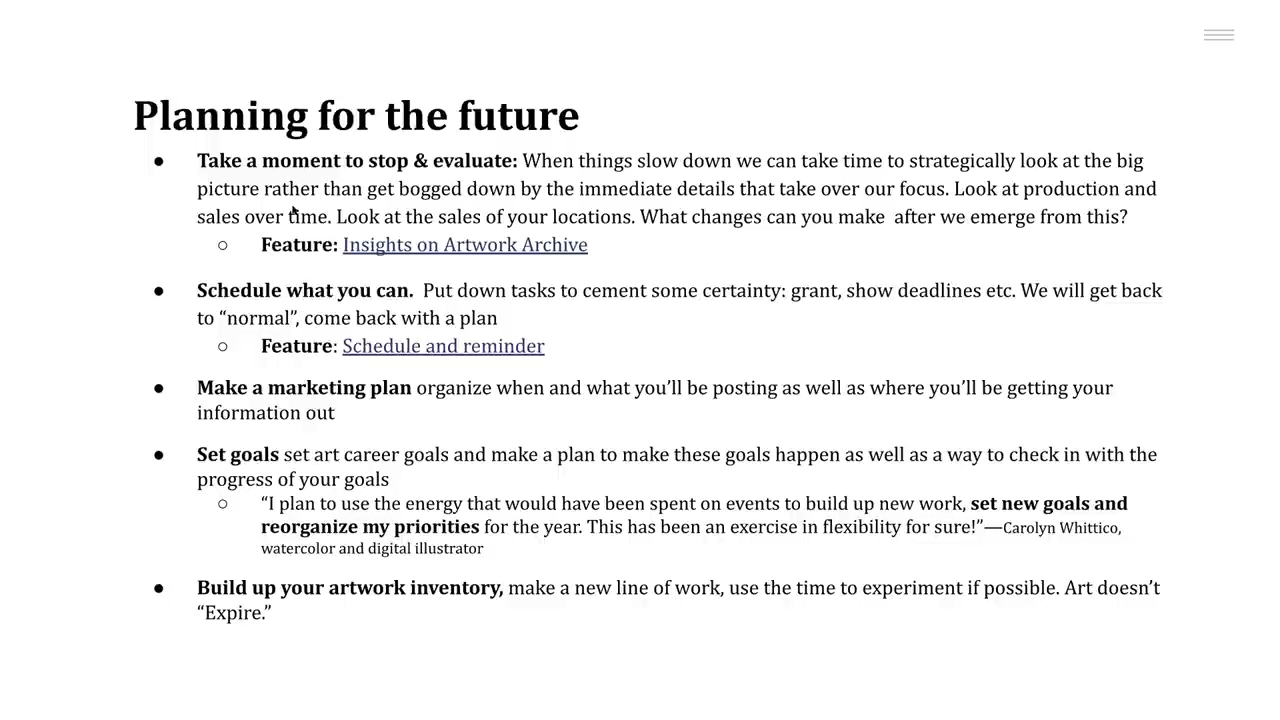 Planning for the future
● Take a moment to stop & evaluate: When things slow down we can take time to strategically look at the big
picture rather than get bogged down by the immediate details that take over our focus. Look at production and
sales over time. Look at the sales of your locations. What changes can you make  after we emerge from this?
○ Feature: Insights on Artwork Archive
● Schedule what you can.  Put down tasks to cement some certainty: grant, show deadlines etc. We will get back
to “normal”, come back with a plan
○ Feature: Schedule and reminder
● Make a marketing plan organize when and what you’ll be posting as well as where you’ll be getting your
information out
● Set goals set art career goals and make a plan to make these goals happen as well as a way to check in with the
progress of your goals
○ “I plan to use the energy that would have been spent on events to build up new work, set new goals and
reorganize my priorities for the year. This has been an exercise in flexibility for sure!”—Carolyn Whittico,
watercolor and digital illustrator
● Build up your artwork inventory, make a new line of work, use the time to experiment if possible. Art doesn’t
“Expire.”